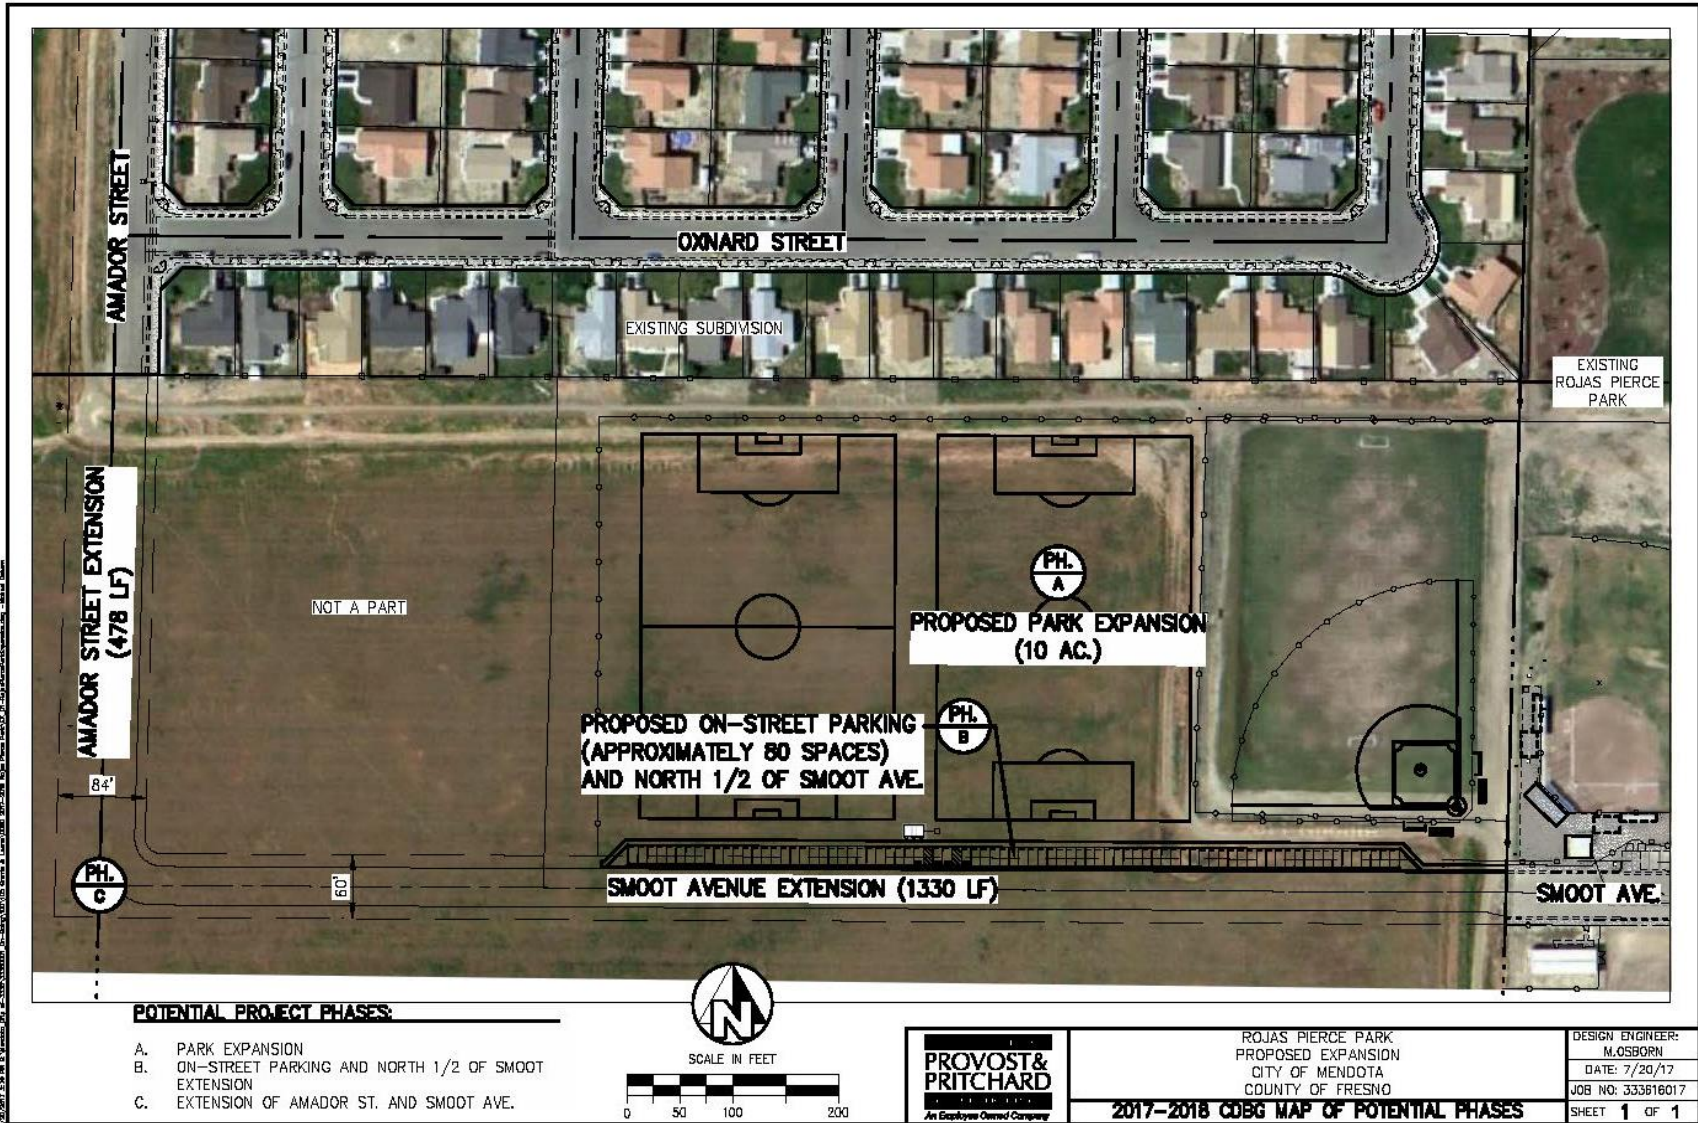 AMADOR STREET
OXNARD STREET
EXISTING SUBDIVISION
EXISTING
ROJAS PIERCE
PARK
AMADOR STREET EXTENSION
(478 LF)
NOT A PART
PH.
A
PROPOSED PARK EXPANSION
(10 AC.)
PROPOSED ON-STREET PARKING
(APPROXIMATELY 80 SPACES)
AND NORTH 1/2 OF SMOOT AVE.
PH.
B
84'
PH.
C
60'
SMOOT AVENUE EXTENSION (1330 LF)
SMOOT AVE.
POTENTIAL PROJECT PHASES:
A. PARK EXPANSION
B. ON-STREET PARKING AND NORTH 1/2 OF SMOOT
EXTENSION
C. EXTENSION OF AMADOR ST. AND SMOOT AVE.
N
SCALE IN FEET
0 50 100 200
PROVOST&
PRITCHARD
An Employee Owned Company
ROJAS PIERCE PARK
PROPOSED EXPANSION
CITY OF MENDOTA
COUNTY OF FRESNO
2017-2018 CDBG MAP OF POTENTIAL PHASES
DESIGN ENGINEER:
M.OSBORN
DATE: 7/20/17
JOB NO: 333616017
SHEET 1 OF 1